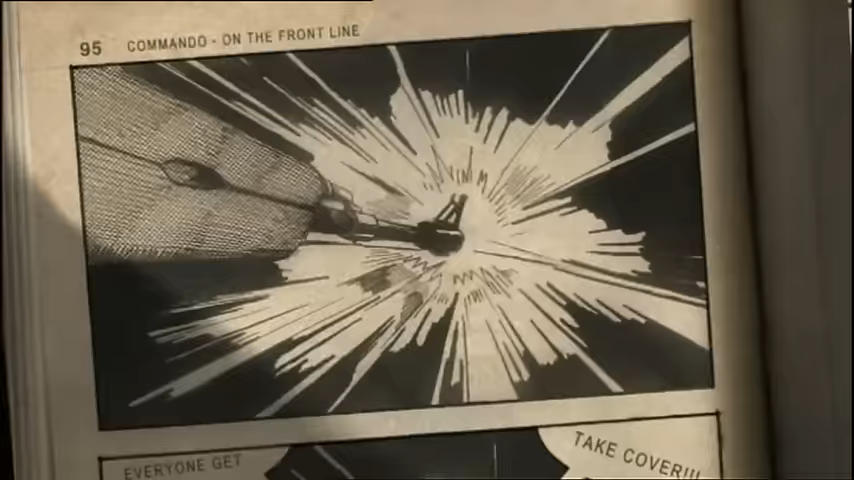 95 COMMANDO - ON THE FRONT LINE
EVERYONE GET
TAKE COVER!!!